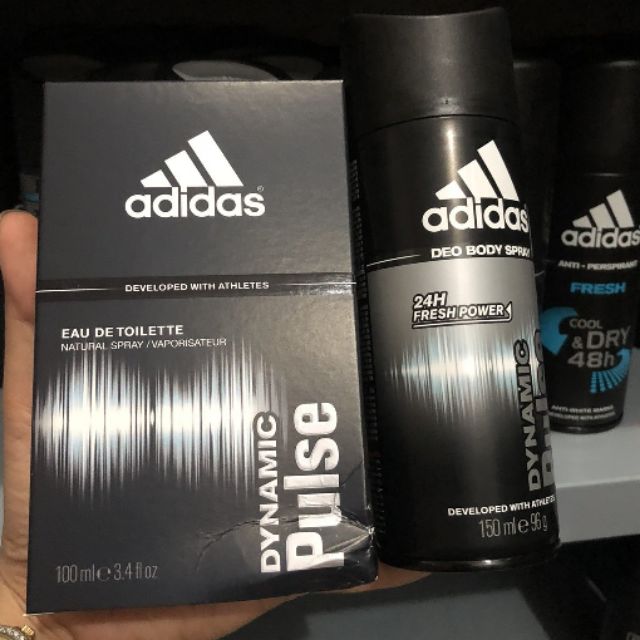 adidas
DEVELOPED WITH ATHLETES
EAU DE TOILETTE
NATURAL SPRAY / VAPORISATEUR
DYNAMIC
Pulse
100 ml e 3.4 fl oz
adidas
DEO BODY SPRAY
24H
FRESH POWER
DYNAMIC
Pulse
DEVELOPED WITH ATHLETES
150 ml e 96 g
adidas
ANTI - PERSPIRANT
FRESH
COOL
& DRY
48h